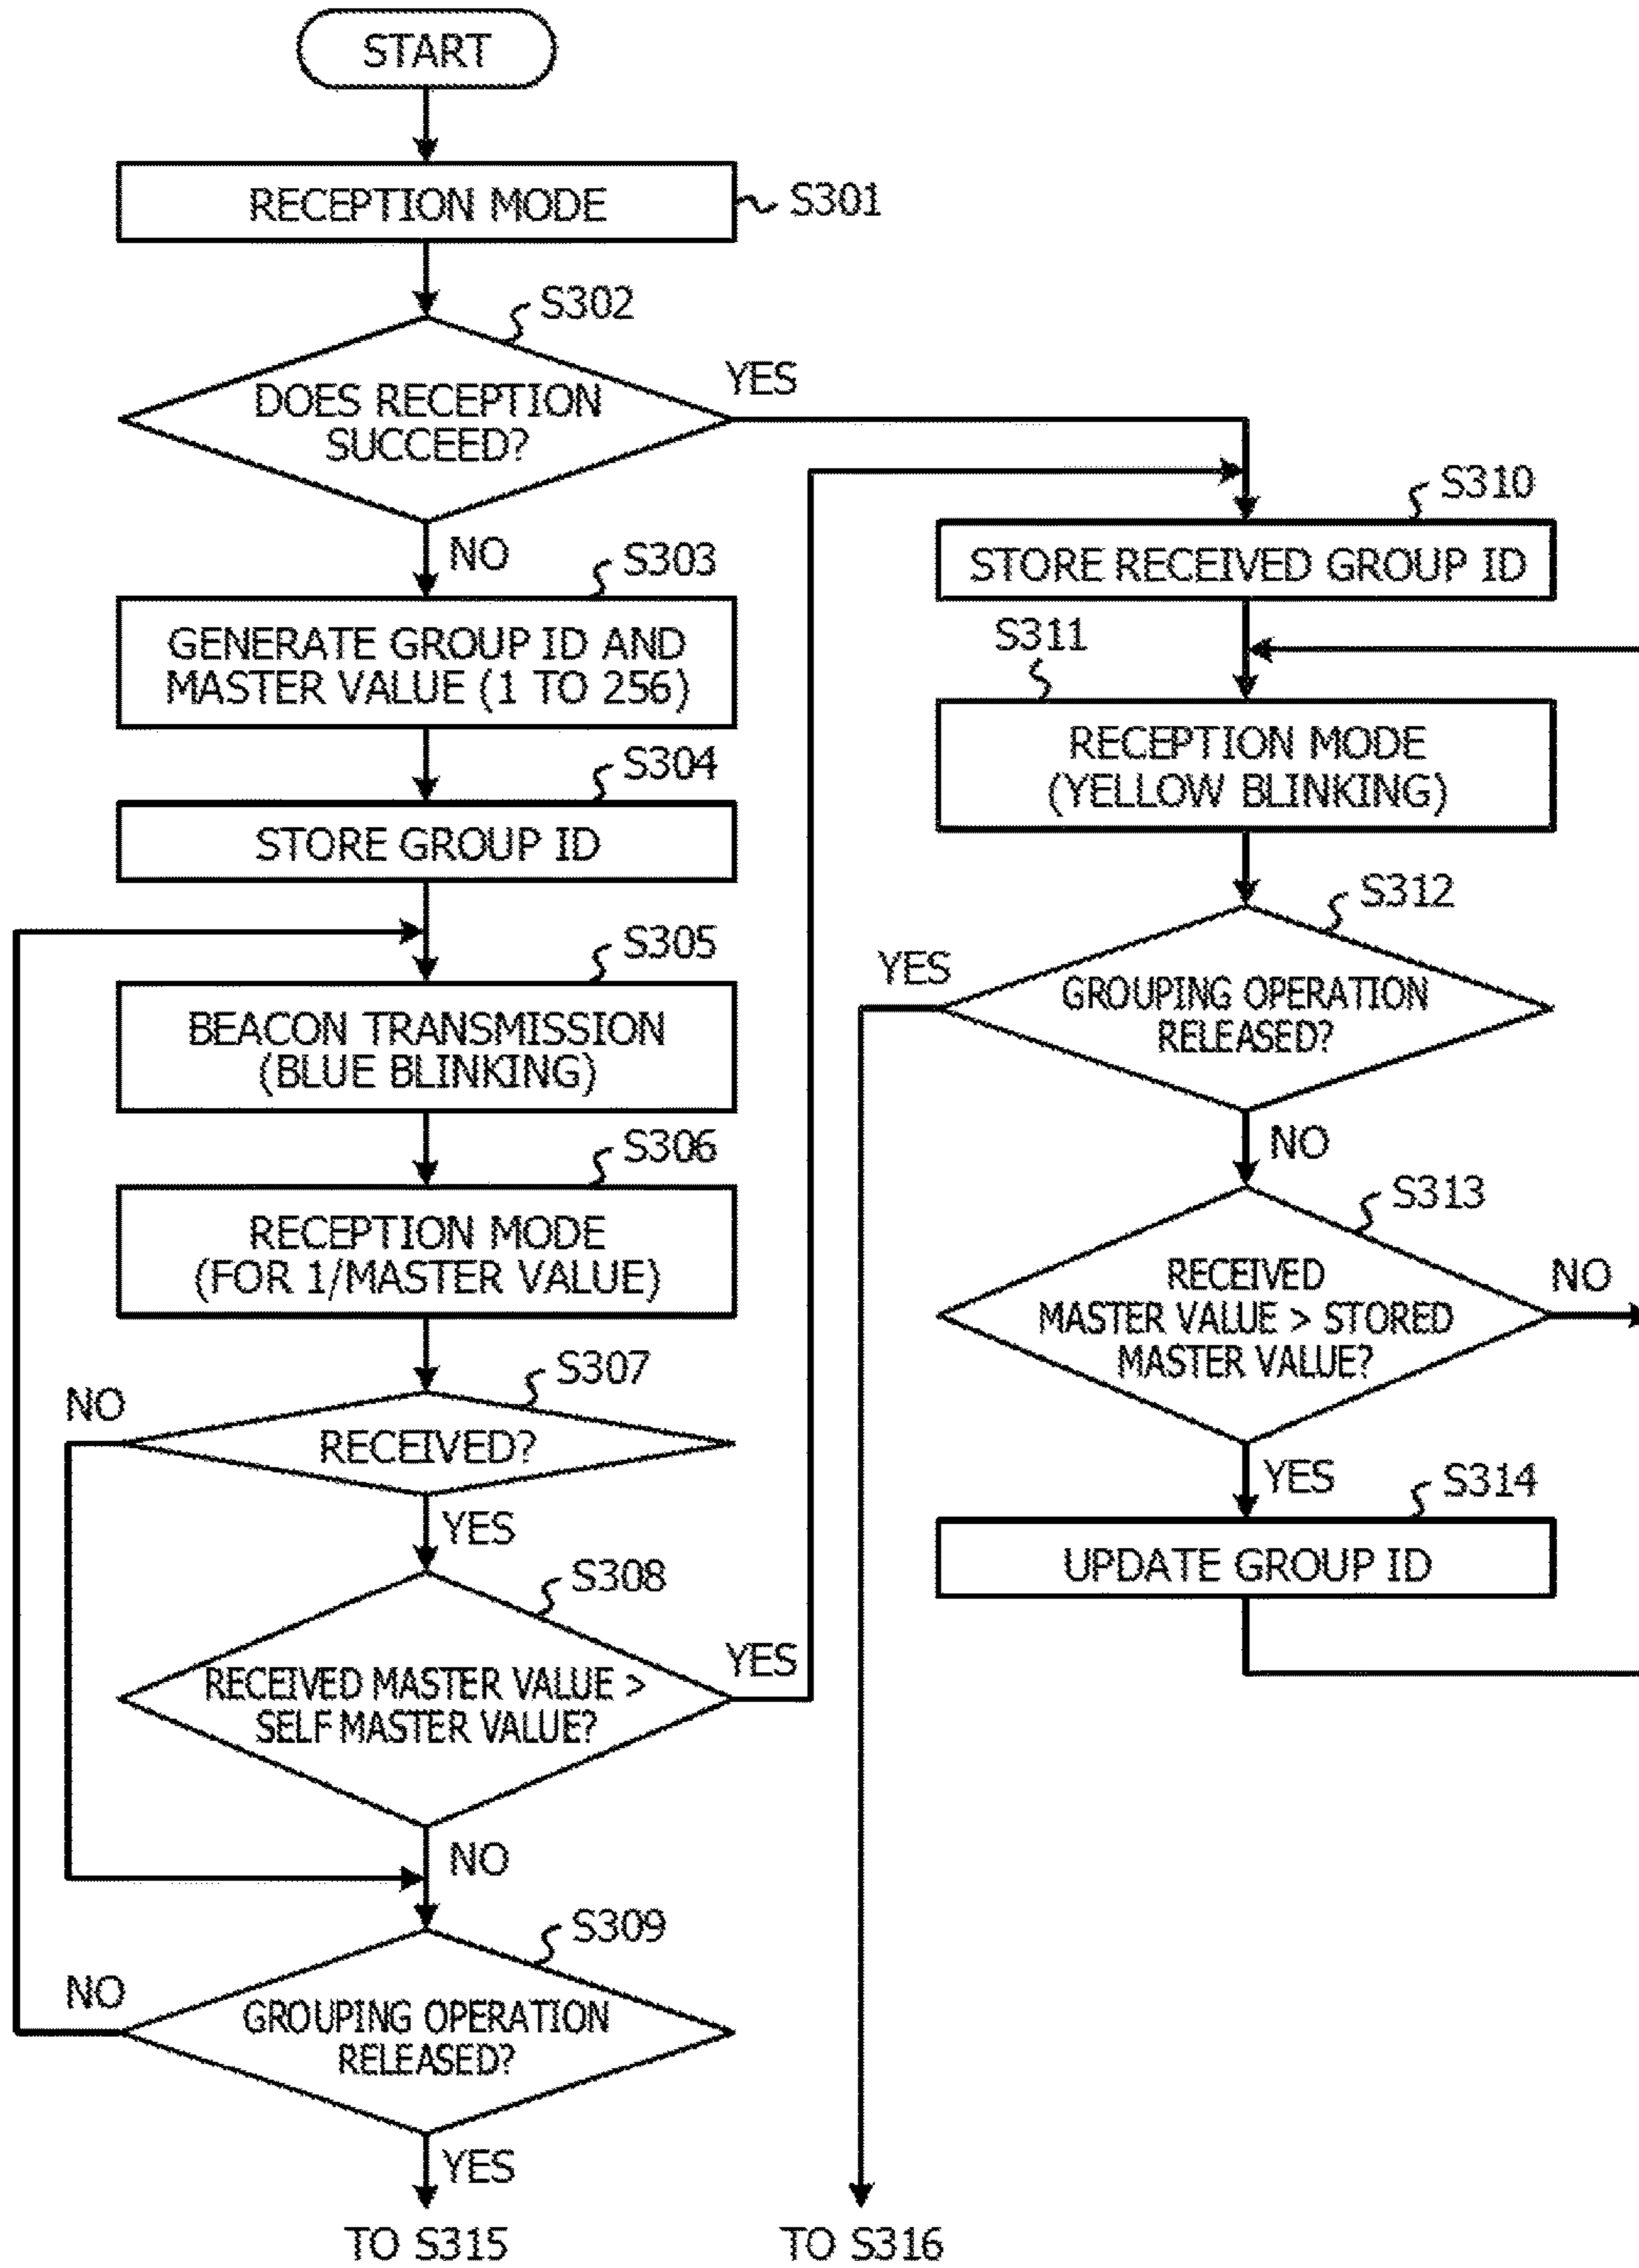 START
RECEPTION MODE
S301
S302
DOES RECEPTION
SUCCEED?
YES
NO
S303
GENERATE GROUP ID AND
MASTER VALUE (1 TO 256)
S304
STORE GROUP ID
S305
BEACON TRANSMISSION
(BLUE BLINKING)
S306
RECEPTION MODE
(FOR 1/MASTER VALUE)
S307
NO
RECEIVED?
YES
S308
RECEIVED MASTER VALUE >
SELF MASTER VALUE?
YES
NO
S309
NO
GROUPING OPERATION
RELEASED?
YES
TO S315
S310
STORE RECEIVED GROUP ID
S311
RECEPTION MODE
(YELLOW BLINKING)
S312
YES
GROUPING OPERATION
RELEASED?
NO
S313
RECEIVED
MASTER VALUE > STORED
MASTER VALUE?
NO
YES
S314
UPDATE GROUP ID
TO S316